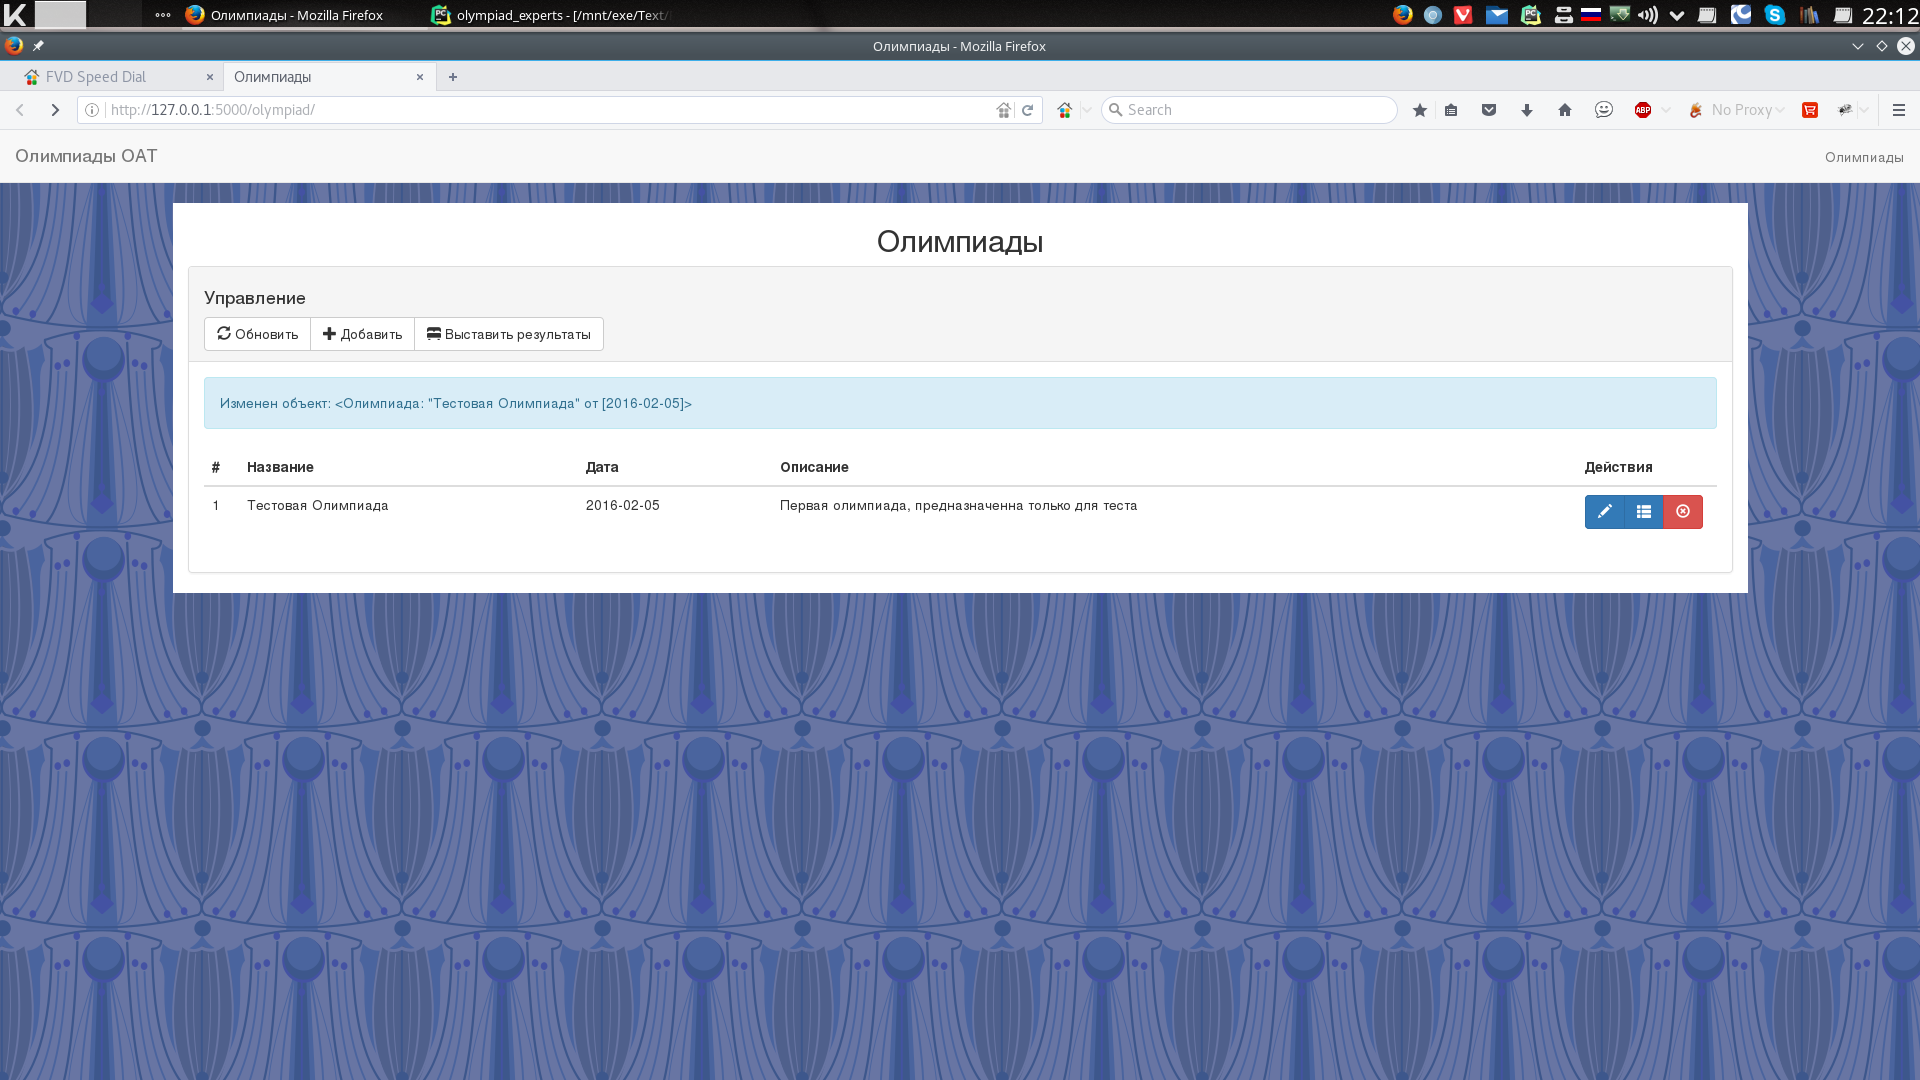 Олимпиады - Mozilla Firefox
olympiad_experts - [/mnt/exe/Text/
22:12
Олимпиады - Mozilla Firefox
FVD Speed Dial
Олимпиады
http://127.0.0.1:5000/olympiad/
Search
ABP
No Proxy
Олимпиады ОАТ
Олимпиады
Олимпиады
Управление
Обновить
Добавить
Выставить результаты
Изменен объект: <Олимпиада: "Тестовая Олимпиада" от [2016-02-05]>
# Название Дата Описание Действия
1 Тестовая Олимпиада 2016-02-05 Первая олимпиада, предназначенна только для теста